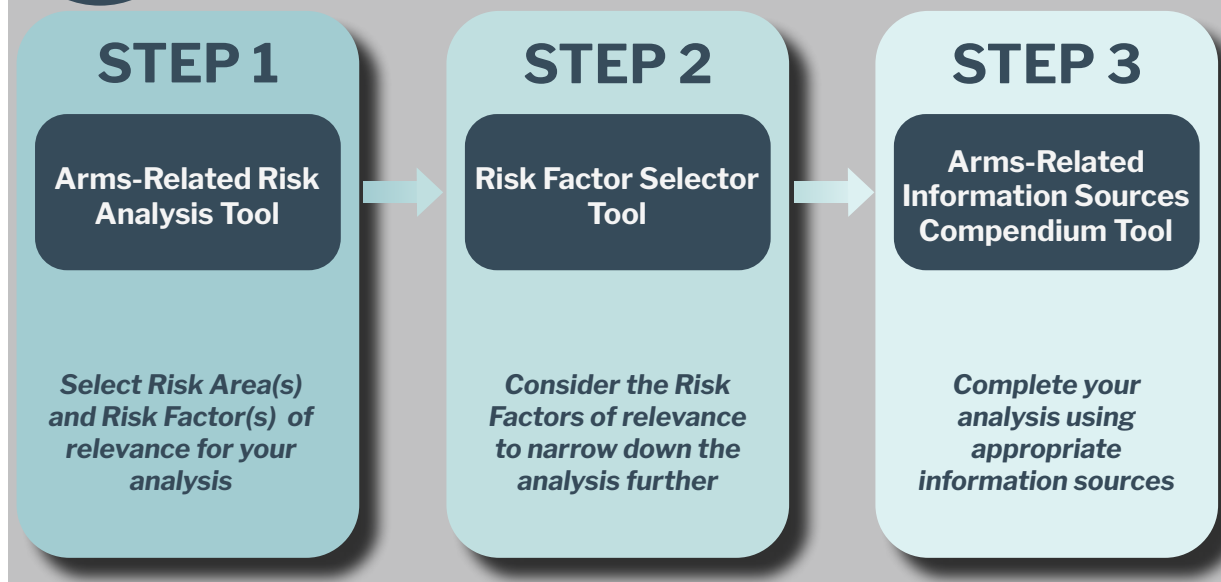 STEP 1
Arms-Related Risk
Analysis Tool
Select Risk Area(s)
and Risk Factor(s) of
relevance for your
analysis
STEP 2
Risk Factor Selector
Tool
Consider the Risk
Factors of relevance
to narrow down the
analysis further
STEP 3
Arms-Related
Information Sources
Compendium Tool
Complete your
analysis using
appropriate
information sources